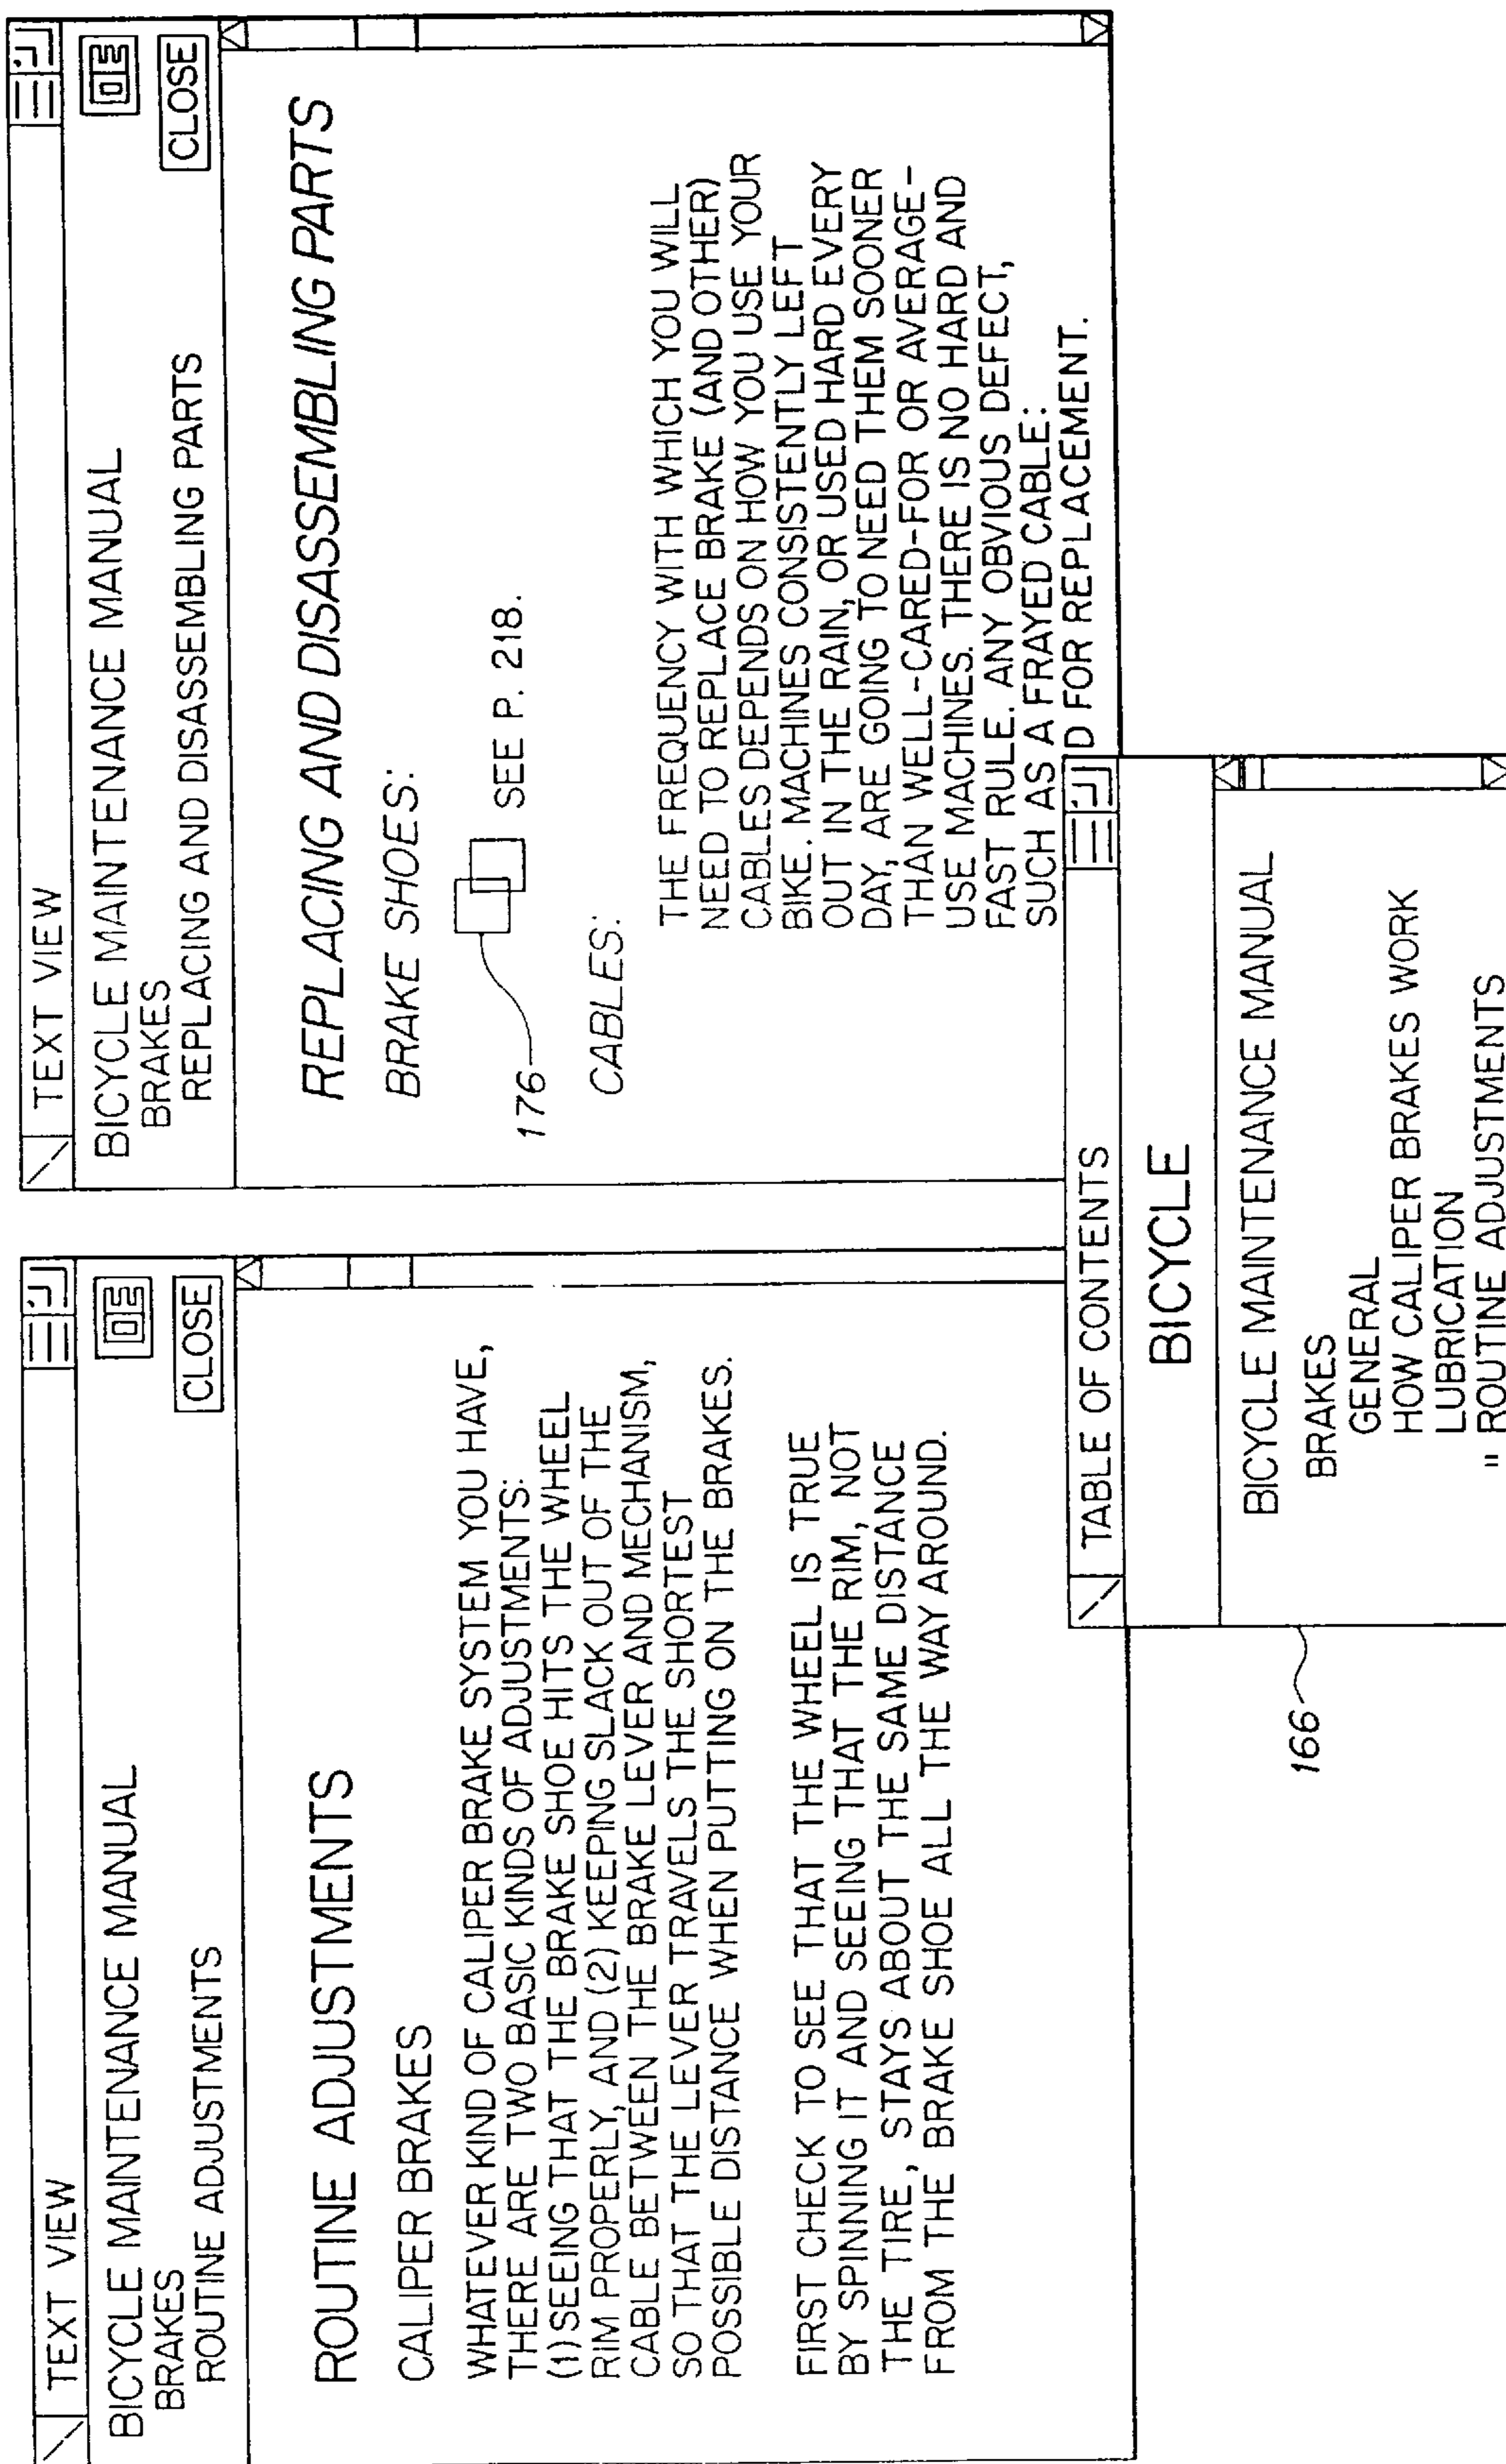 TEXT VIEW
BICYCLE MAINTENANCE MANUAL
BRAKES
ROUTINE ADJUSTMENTS
CLOSE
ROUTINE ADJUSTMENTS
CALIPER BRAKES
WHATEVER KIND OF CALIPER BRAKE SYSTEM YOU HAVE,
THERE ARE TWO BASIC KINDS OF ADJUSTMENTS:
(1) SEEING THAT THE BRAKE SHOE HITS THE WHEEL
RIM PROPERLY, AND (2) KEEPING SLACK OUT OF THE
CABLE BETWEEN THE BRAKE LEVER AND MECHANISM,
SO THAT THE LEVER TRAVELS THE SHORTEST
POSSIBLE DISTANCE WHEN PUTTING ON THE BRAKES.
FIRST CHECK TO SEE THAT THE WHEEL IS TRUE
BY SPINNING IT AND SEEING THAT THE RIM, NOT
THE TIRE, STAYS ABOUT THE SAME DISTANCE
FROM THE BRAKE SHOE ALL THE WAY AROUND.
TEXT VIEW
BICYCLE MAINTENANCE MANUAL
BRAKES
REPLACING AND DISASSEMBLING PARTS
CLOSE
REPLACING AND DISASSEMBLING PARTS
BRAKE SHOES:
SEE P. 218.
176
CABLES:
THE FREQUENCY WITH WHICH YOU WILL
NEED TO REPLACE BRAKE (AND OTHER)
CABLES DEPENDS ON HOW YOU USE YOUR
BIKE. MACHINES CONSISTENTLY LEFT
OUT IN THE RAIN, OR USED HARD EVERY
DAY, ARE GOING TO NEED THEM SOONER
THAN WELL-CARED-FOR OR AVERAGE-
USE MACHINES. THERE IS NO HARD AND
FAST RULE. ANY OBVIOUS DEFECT,
SUCH AS A FRAYED CABLE:
D FOR REPLACEMENT.
TABLE OF CONTENTS
BICYCLE
BICYCLE MAINTENANCE MANUAL
BRAKES
GENERAL
HOW CALIPER BRAKES WORK
LUBRICATION
" ROUTINE ADJUSTMENTS
166